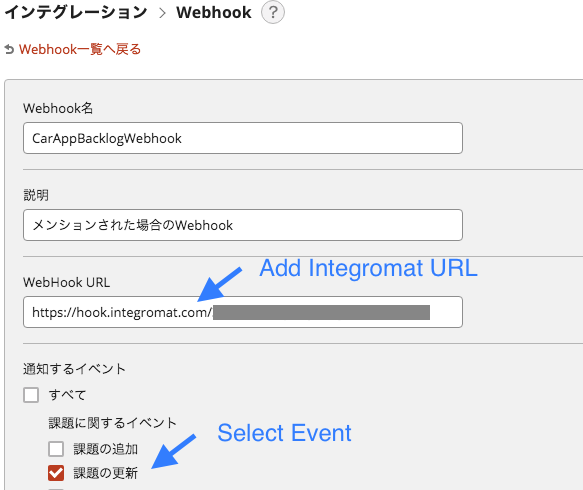 インテグレーション > Webhook ?
Webhook一覧へ戻る
Webhook名
CarAppBacklogWebhook
説明
メンションされた場合のWebhook
Add Integromat URL
WebHook URL
https://hook.integromat.com/
通知するイベント
すべて
課題に関するイベント
Select Event
課題の追加
課題の更新